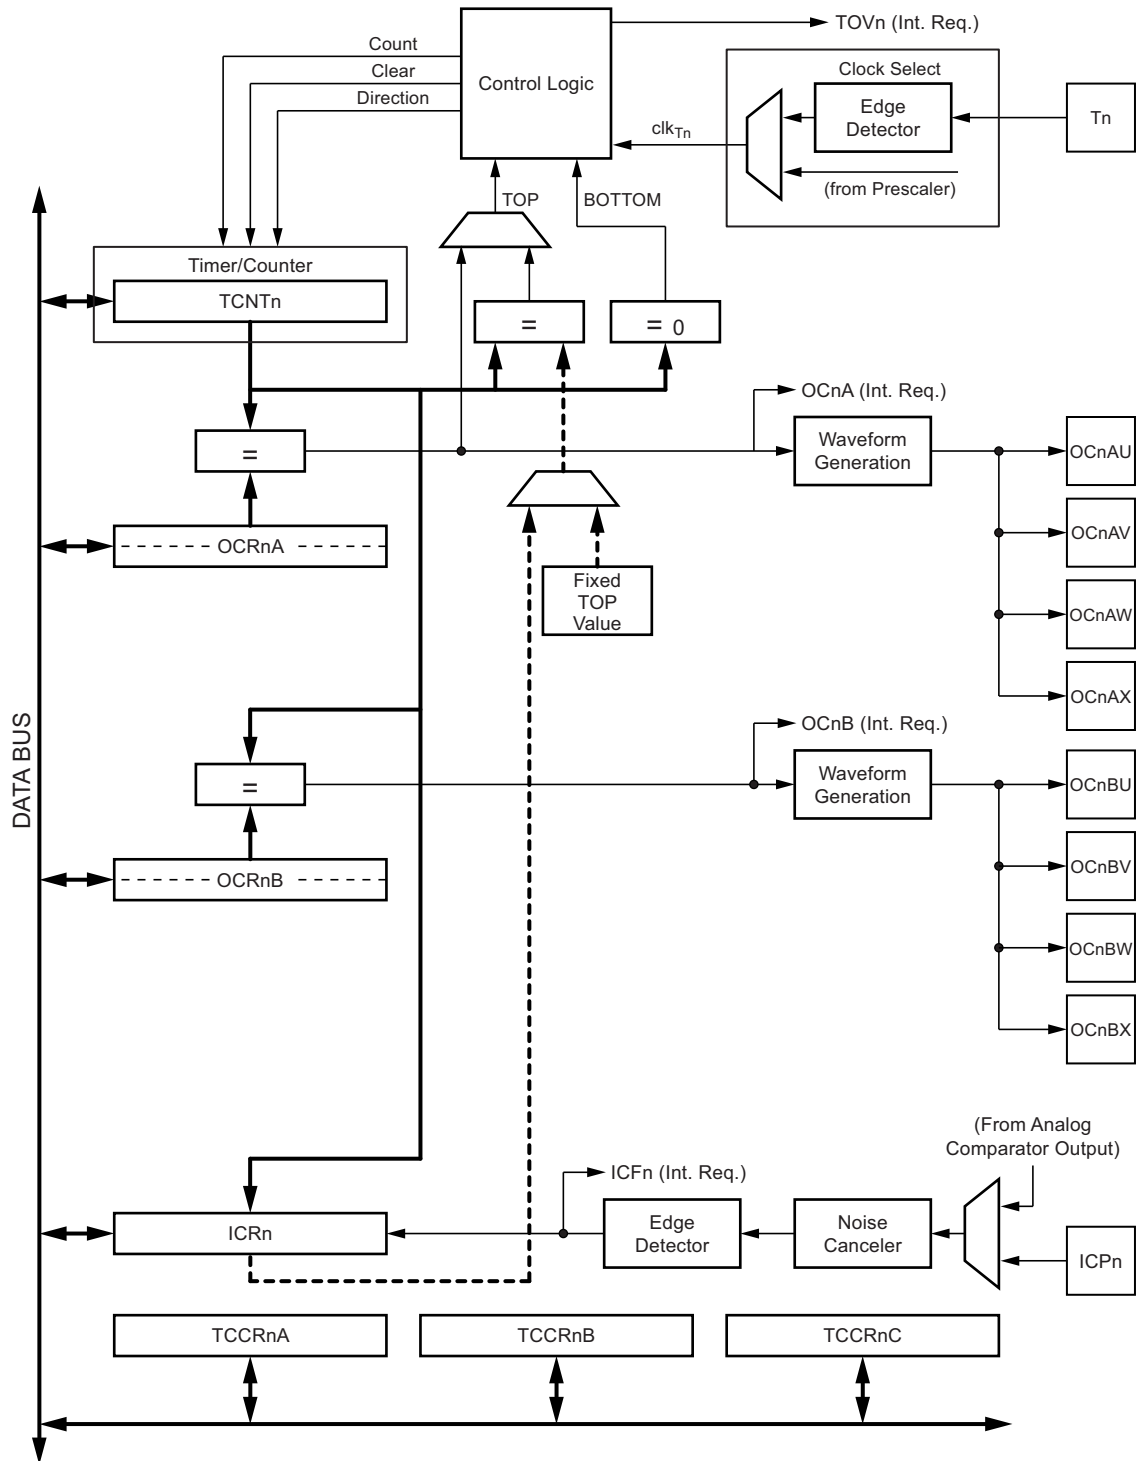 TOVn (Int. Req.)
Count
Clear
Direction
Control Logic
Clock Select
Edge
Detector
Tn
clkTn
(from Prescaler)
TOP
BOTTOM
Timer/Counter
TCNTn
=
= 0
OCnA (Int. Req.)
=
Waveform
Generation
OCnAU
OCRnA
OCnAV
Fixed
TOP
Value
OCnAW
OCnAX
DATA BUS
OCnB (Int. Req.)
=
Waveform
Generation
OCnBU
OCRnB
OCnBV
OCnBW
OCnBX
(From Analog
Comparator Output)
ICFn (Int. Req.)
ICRn
Edge
Detector
Noise
Canceler
ICPn
TCCRnA
TCCRnB
TCCRnC